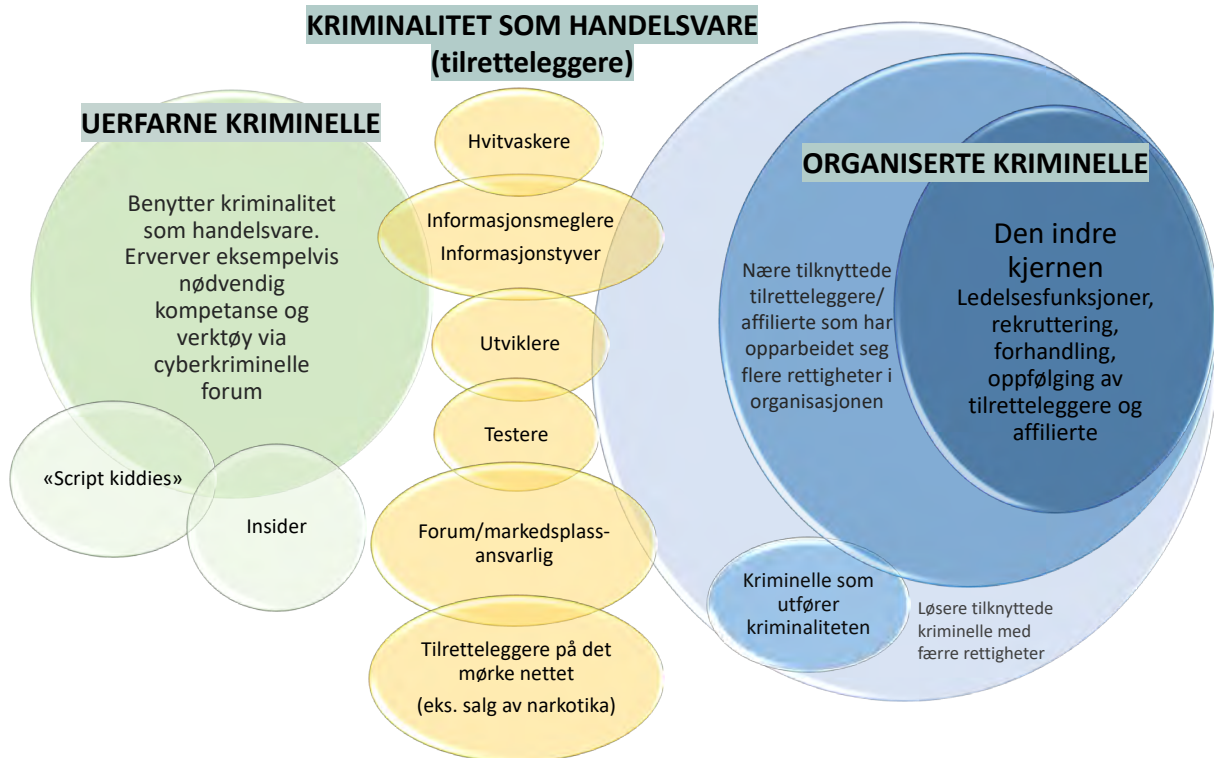 KRIMINALITET SOM HANDELSVARE
(tilretteleggere)
UERFARNE KRIMINELLE
Benytter kriminalitet
som handelsvare.
Erverver eksempelvis
nødvendig
kompetanse og
verktøy via
cyberkriminelle
forum
«Script kiddies»
Insider
Hvitvaskere
Informasjonsmeglere
Informasjonstyver
Utviklere
Testere
Forum/markedsplass-
ansvarlig
Tilretteleggere på det
mørke nettet
(eks. salg av narkotika)
ORGANISERTE KRIMINELLE
Den indre
kjernen
Ledelsesfunksjoner,
rekruttering,
forhandling,
oppfølging av
tilretteleggere og
affilierte
Nære tilknyttede
tilretteleggere/
affilierte som har
opparbeidet seg
flere rettigheter i
organisasjonen
Kriminelle som
utfører
kriminaliteten
Løsere tilknyttede
kriminelle med
færre rettigheter